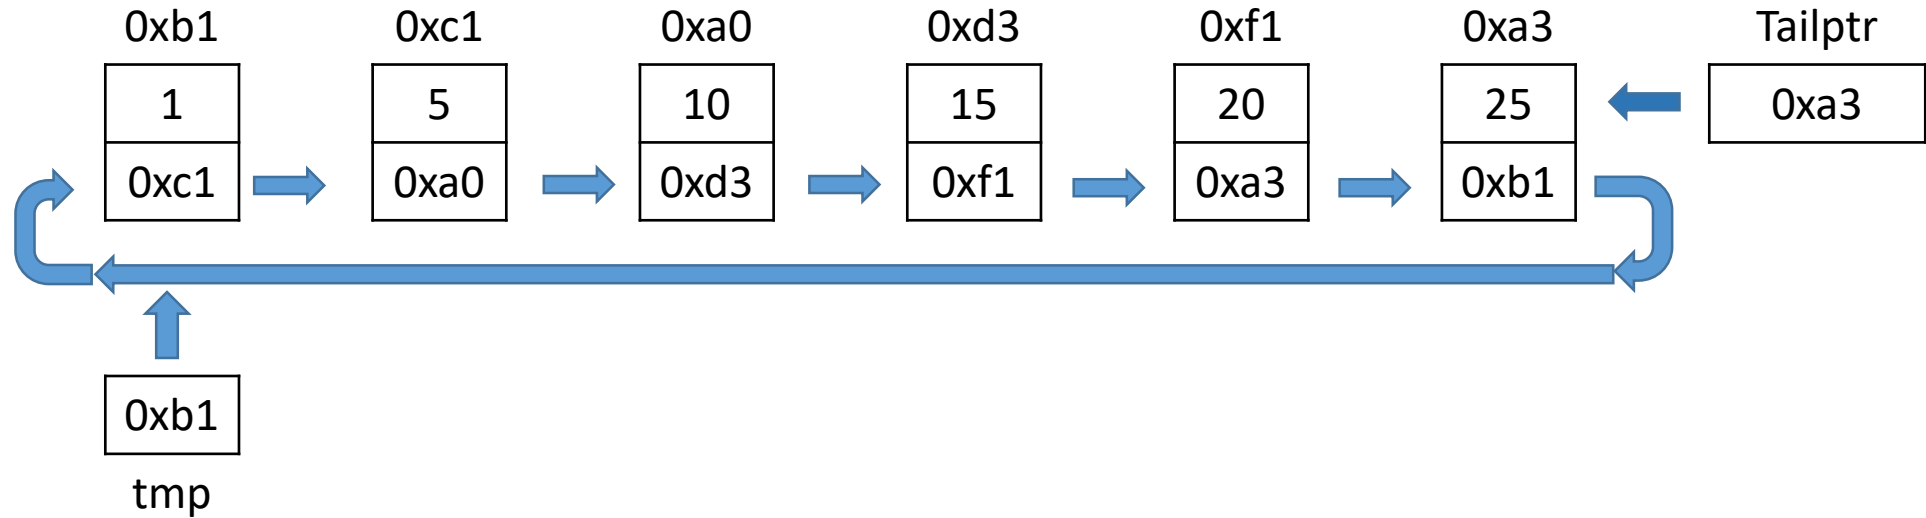 0xb1 0xc1 0xa0 0xd3 0xf1 0xa3 Tailptr
1 5 10 15 20 25 0xa3
0xc1 0xa0 0xd3 0xf1 0xa3 0xb1
0xb1
tmp